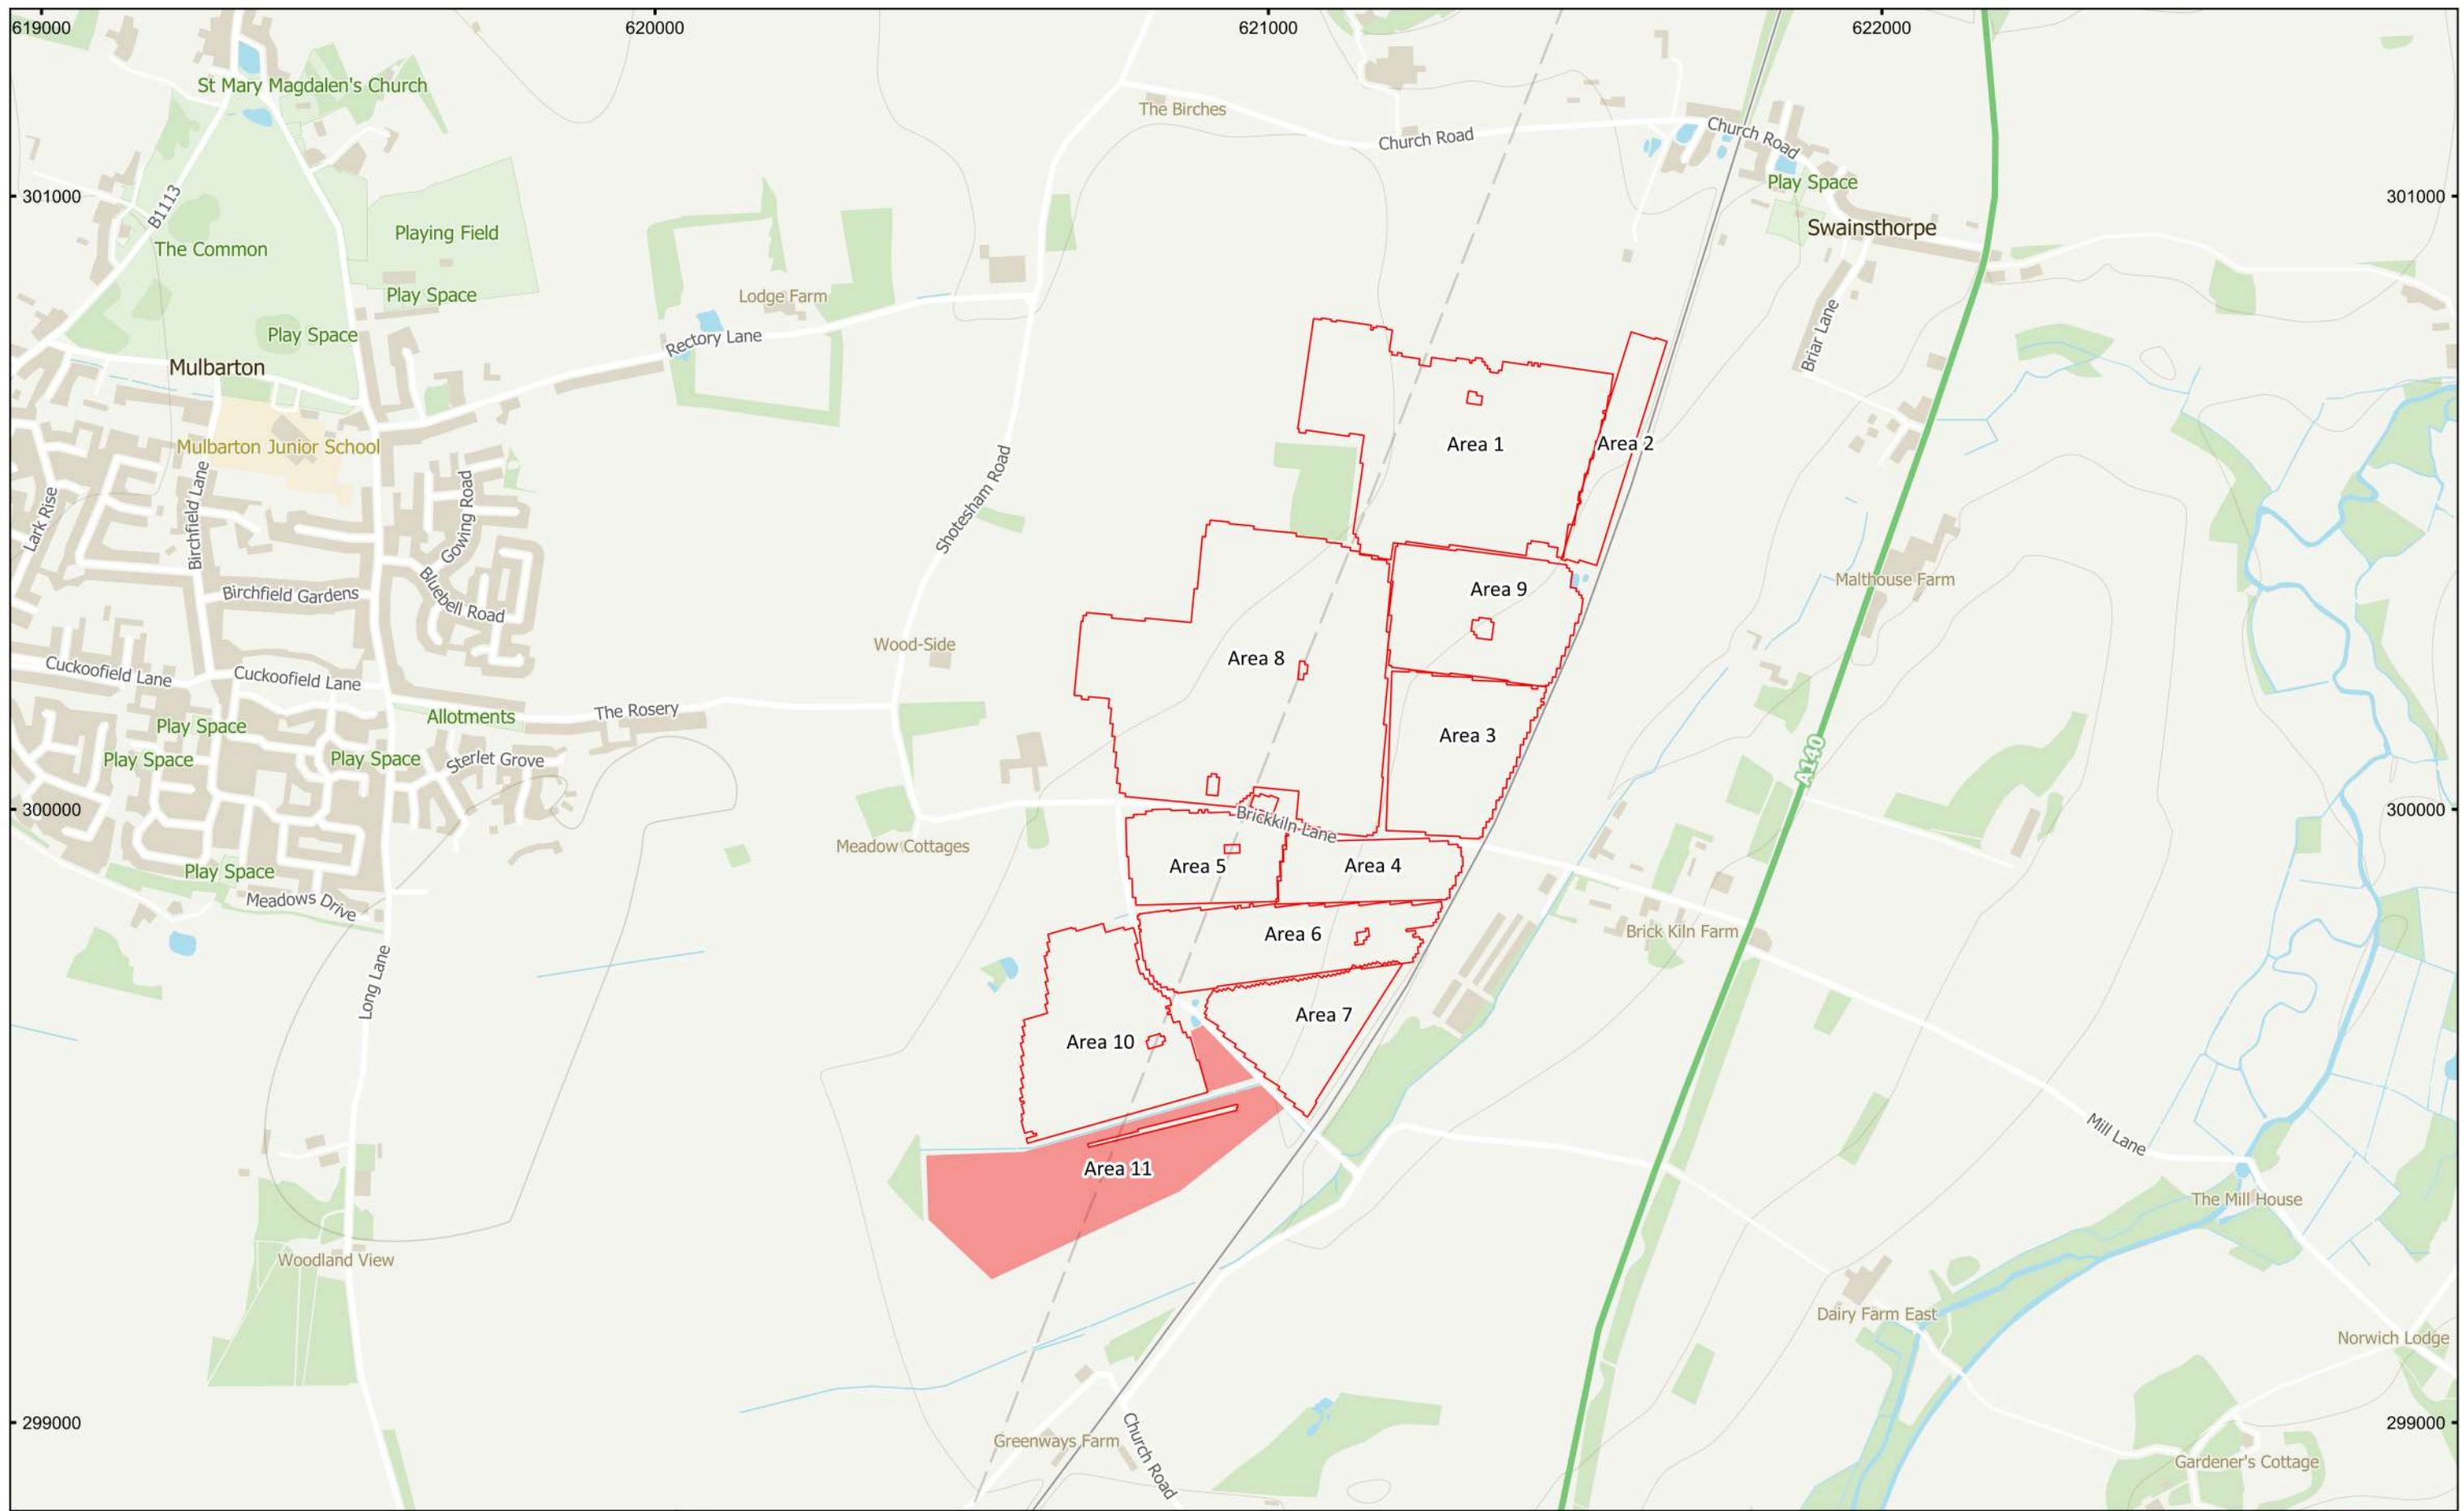 619000
620000
621000
622000
St Mary Magdalen's Church
The Birches
Church Road
Church Road
Play Space
301000
301000
B1113
Playing Field
Swainsthorpe
The Common
Play Space
Lodge Farm
Play Space
Rectory Lane
Briar Lane
Mulbarton
Mulbarton Junior School
Area 1
Area 2
Lark Rise
Birchfield Lane
Gowing Road
Shotesham Road
Malthouse Farm
Birchfield Gardens
Bluebell Road
Area 9
Wood-Side
Area 8
Cuckoofield Lane
Cuckoofield Lane
The Rosery
Allotments
Play Space
Area 3
Play Space
Play Space
Sterlet Grove
A140
300000
300000
Brickkiln Lane
Meadow Cottages
Area 5
Area 4
Play Space
Meadows Drive
Area 6
Brick Kiln Farm
Long Lane
Area 7
Area 10
Mill Lane
Area 11
The Mill House
Woodland View
Dairy Farm East
Norwich Lodge
299000
299000
Greenways Farm
Church Road
Gardener's Cottage